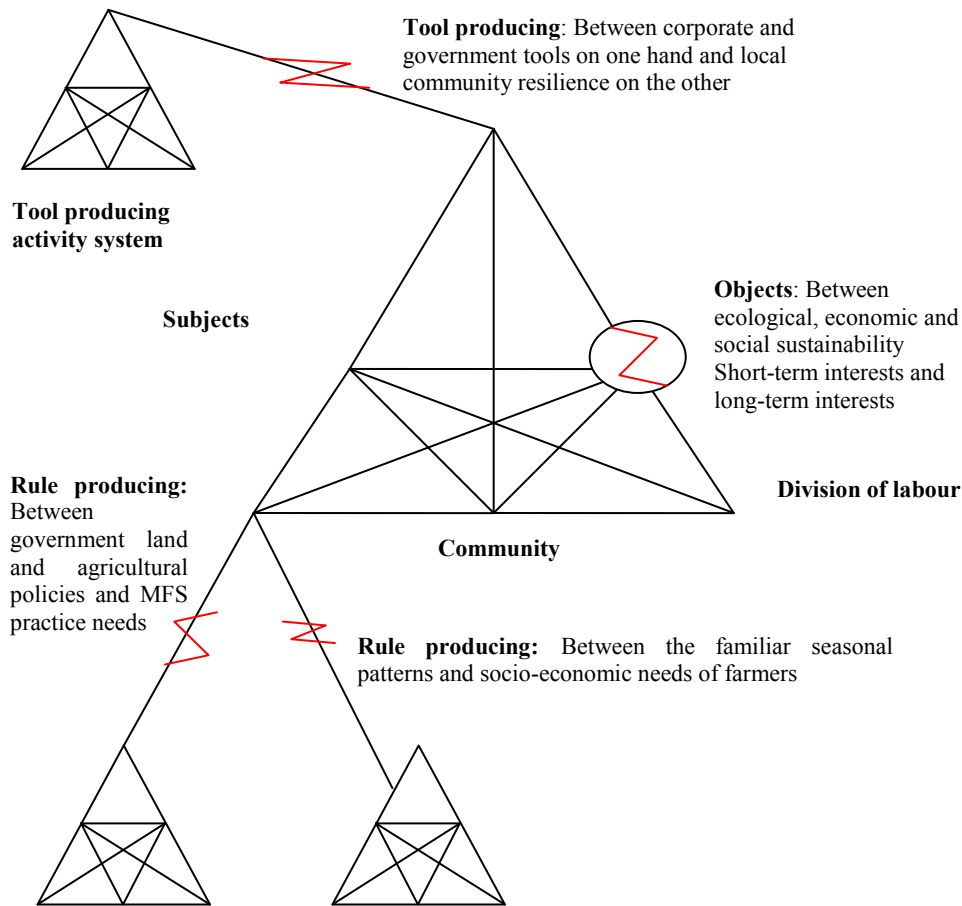 Tool producing: Between corporate and
government tools on one hand and local
community resilience on the other
Tool producing
activity system
Subjects
Objects: Between
ecological, economic and
social sustainability
Short-term interests and
long-term interests
Rule producing:
Between
government land
and agricultural
policies and MFS
practice needs
Division of labour
Community
Rule producing: Between the familiar seasonal
patterns and socio-economic needs of farmers